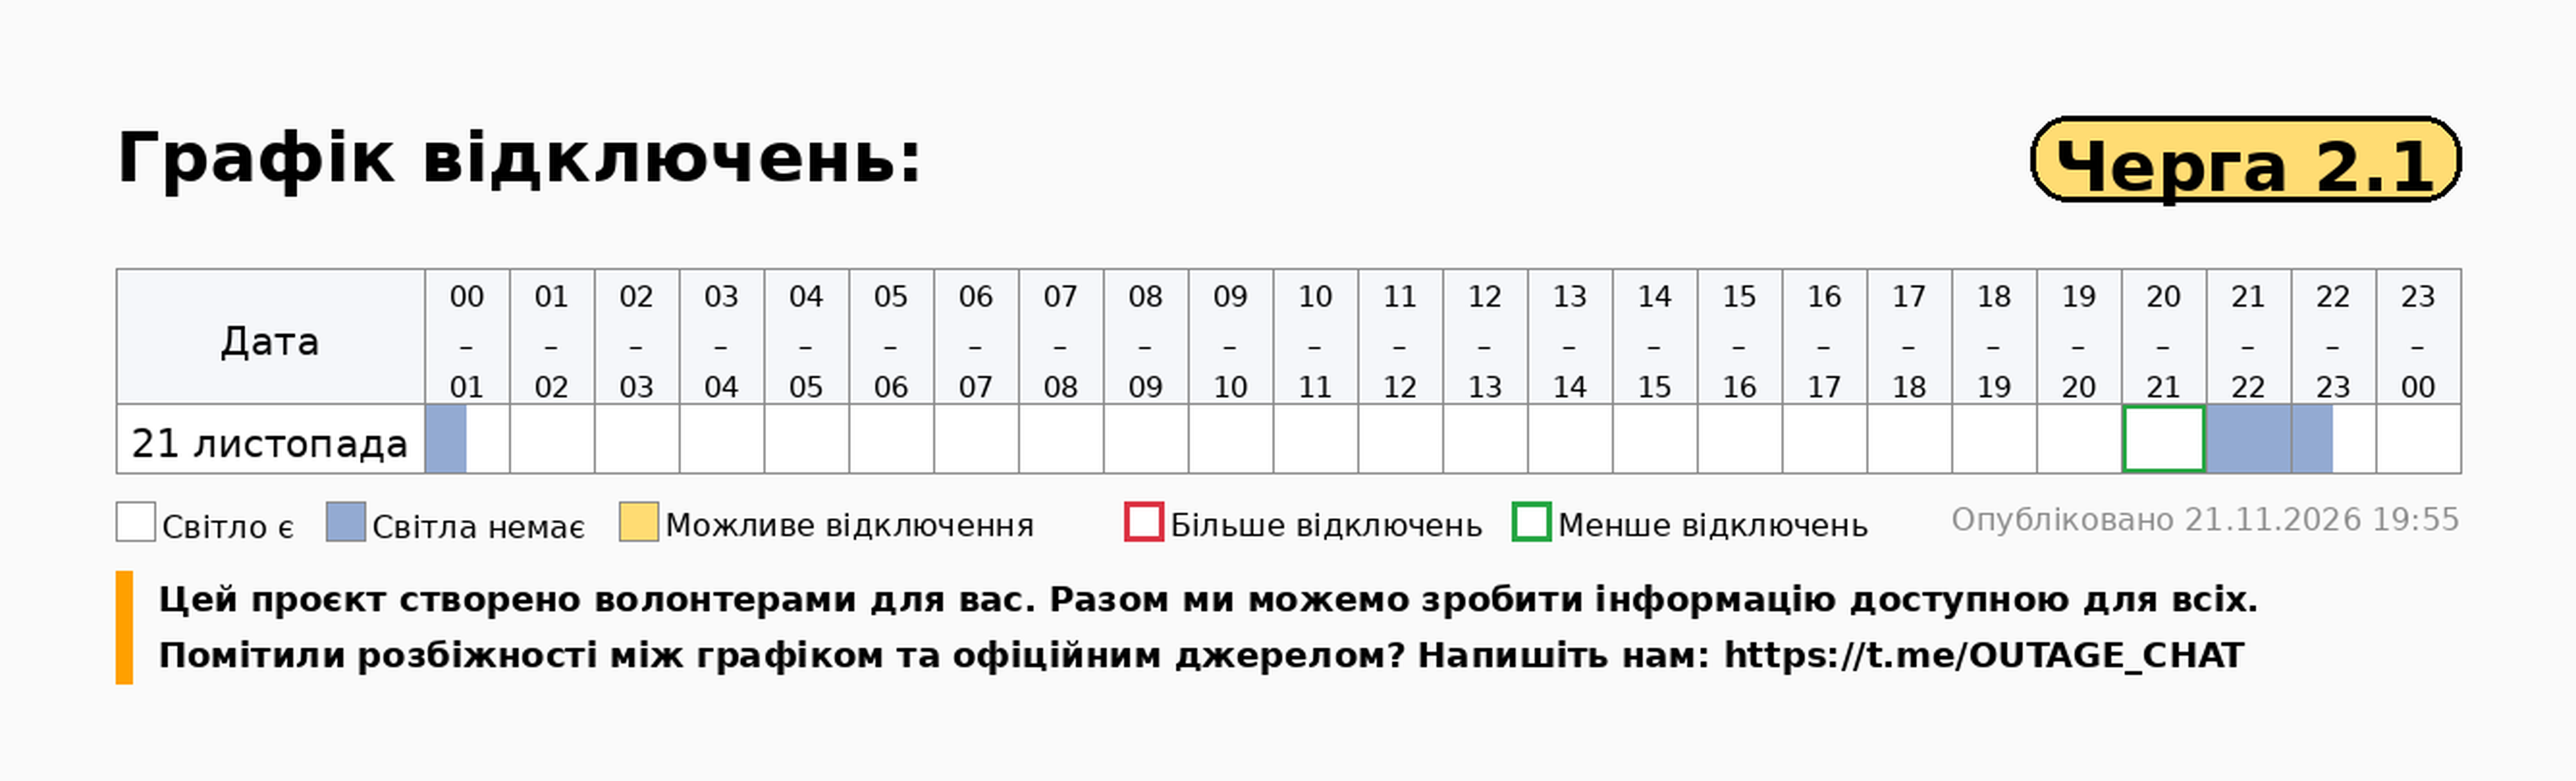 Графік відключень:
Черга 2.1
Дата
00 – 01
01 – 02
02 – 03
03 – 04
04 – 05
05 – 06
06 – 07
07 – 08
08 – 09
09 – 10
10 – 11
11 – 12
12 – 13
13 – 14
14 – 15
15 – 16
16 – 17
17 – 18
18 – 19
19 – 20
20 – 21
21 – 22
22 – 23
23 – 00
21 листопада
Світло є
Світла немає
Можливе відключення
Більше відключень
Менше відключень
Опубліковано 21.11.2026 19:55
Цей проєкт створено волонтерами для вас. Разом ми можемо зробити інформацію доступною для всіх.
Помітили розбіжності між графіком та офіційним джерелом? Напишіть нам: https://t.me/OUTAGE_CHAT